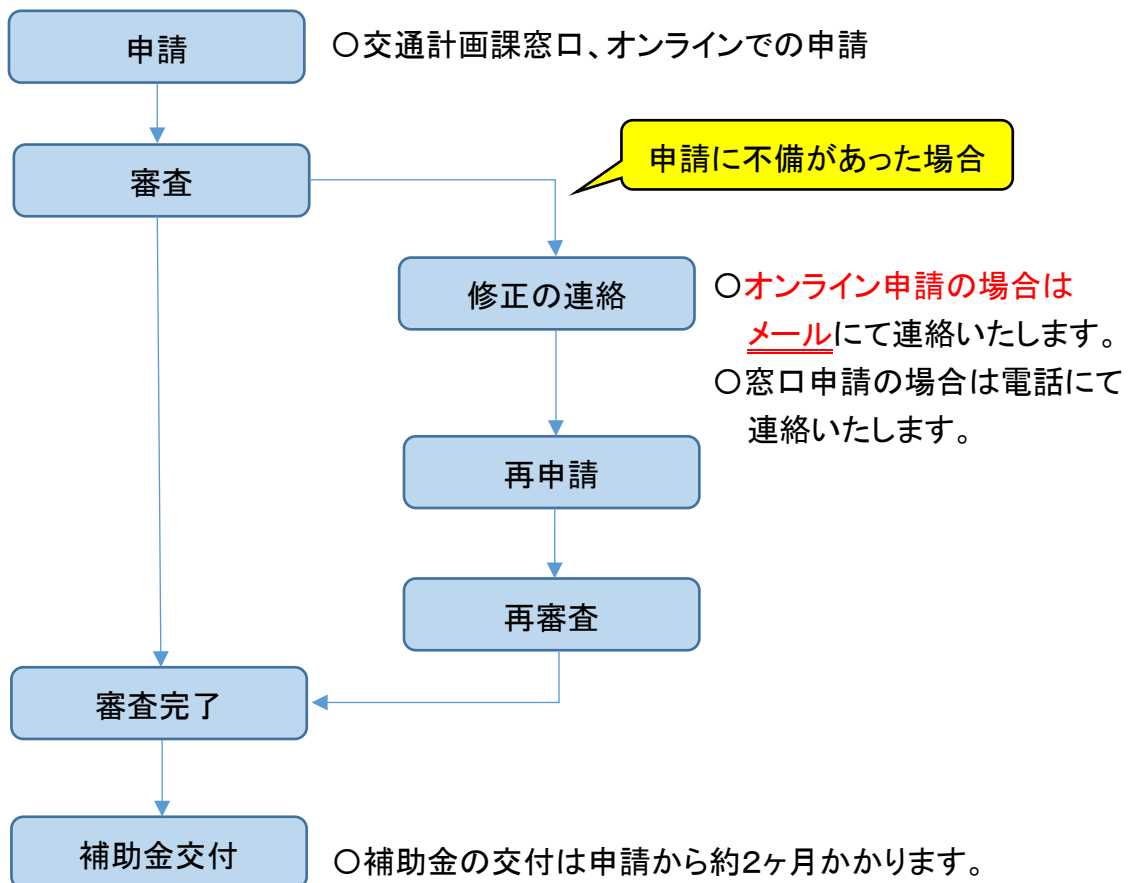 申請
〇交通計画課窓口、オンラインでの申請
申請に不備があった場合
審査
修正の連絡
〇オンライン申請の場合は
メールにて連絡いたします。
〇窓口申請の場合は電話にて
連絡いたします。
再申請
再審査
審査完了
補助金交付
〇補助金の交付は申請から約2ヶ月かかります。